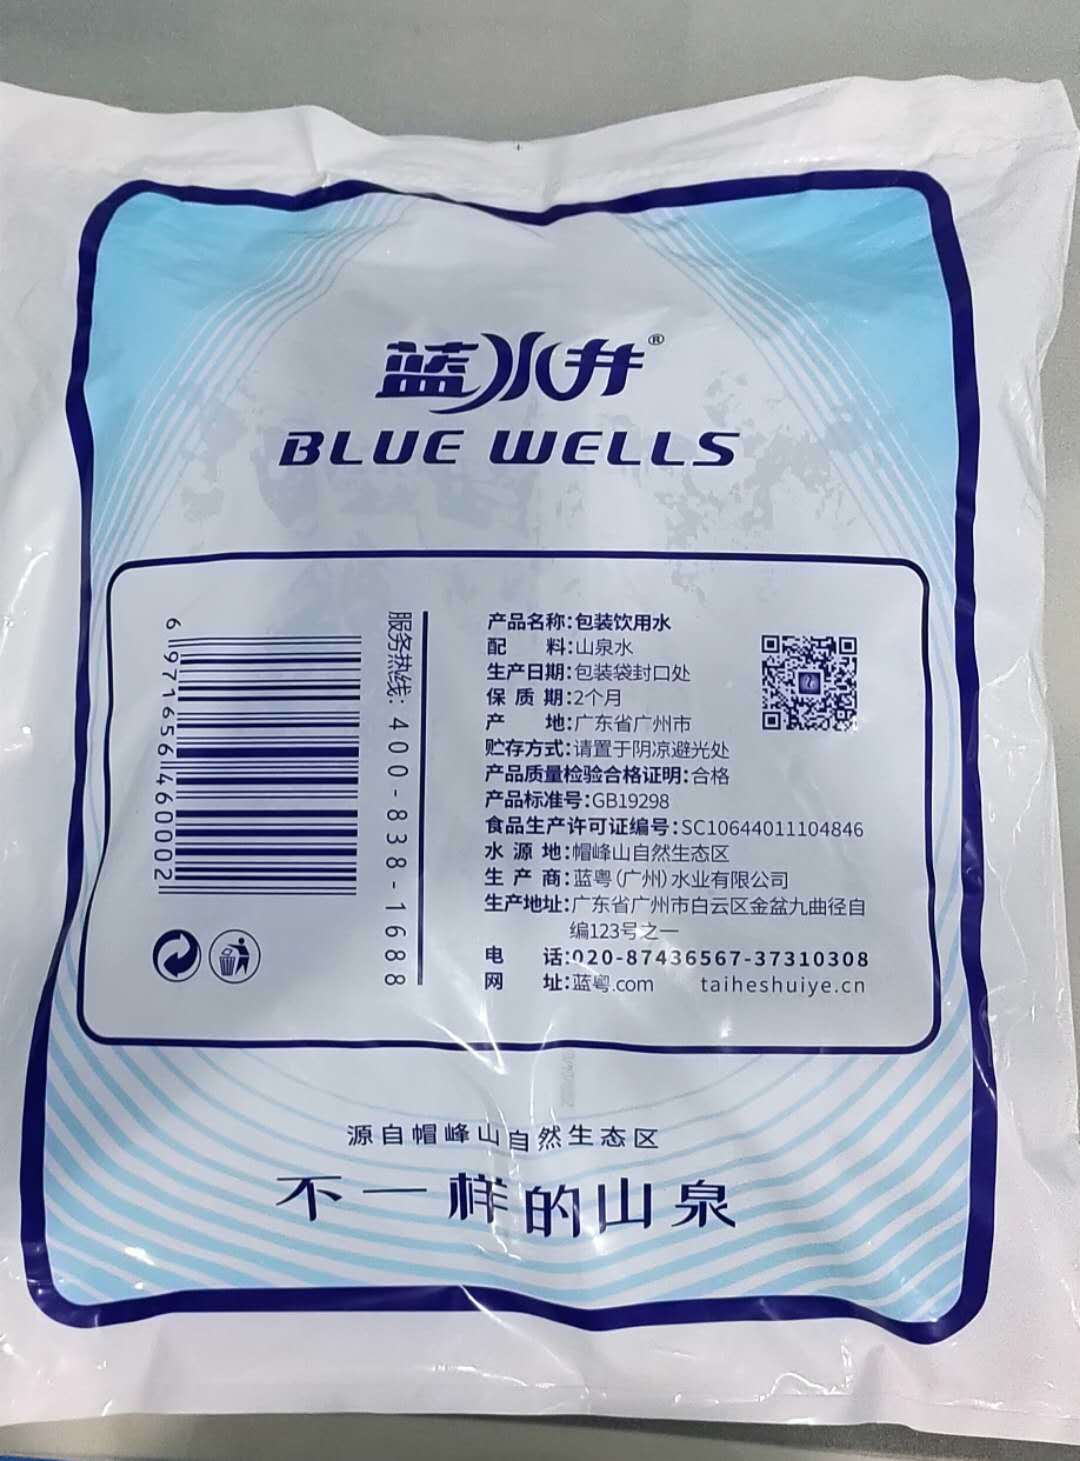 蓝水井®
BLUE WELLS
6 971656 460002
服务热线: 400-838-1688
产品名称:包装饮用水
配 料:山泉水
生产日期:包装袋封口处
保 质 期:2个月
产 地:广东省广州市
贮存方式:请置于阴凉避光处
产品质量检验合格证明:合格
产品标准号:GB19298
食品生产许可证编号:SC10644011104846
水 源 地:帽峰山自然生态区
生 产 商:蓝粤(广州)水业有限公司
生产地址:广东省广州市白云区金盆九曲径自
编123号之一
电 话:020-87436567-37310308
网 址:蓝粤.com taiheshuiye.cn
源自帽峰山自然生态区
不一样的山泉